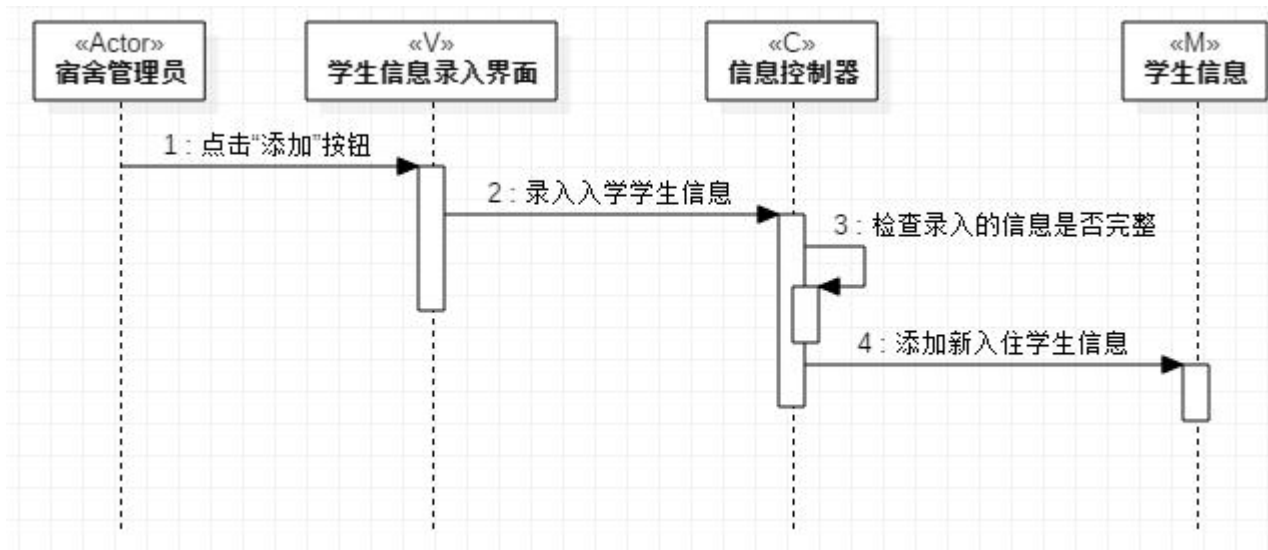 «Actor»
宿舍管理员
«V»
学生信息录入界面
«C»
信息控制器
«M»
学生信息
1 : 点击“添加”按钮
2 : 录入入学学生信息
3 : 检查录入的信息是否完整
4 : 添加新入住学生信息